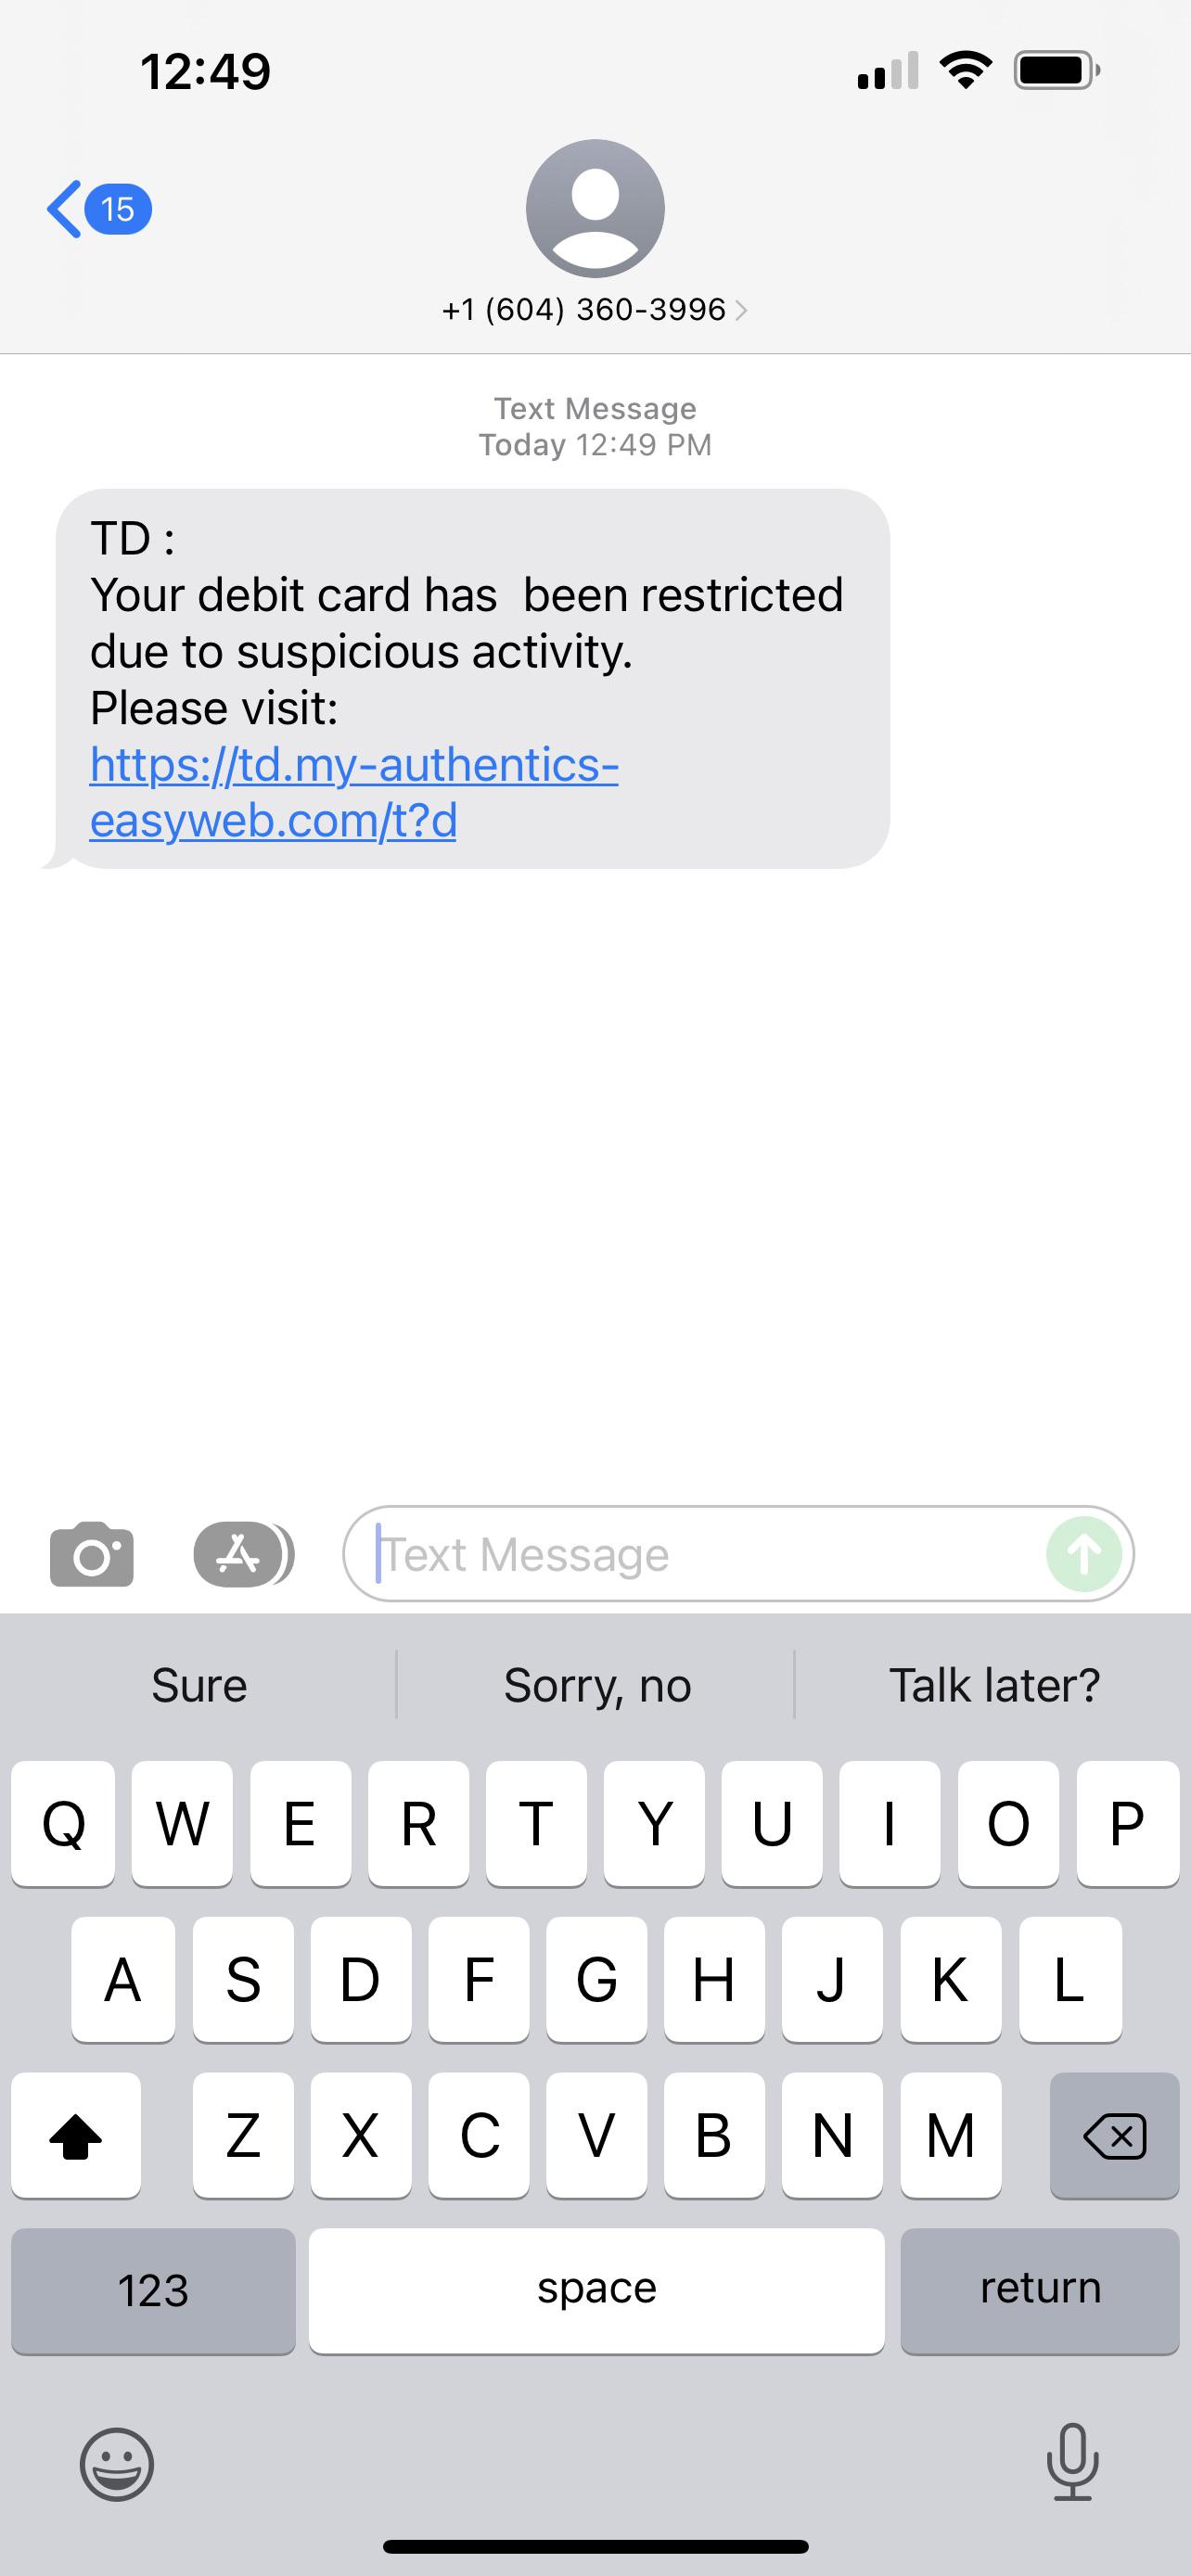 12:49
15
+1 (604) 360-3996
Text Message
Today 12:49 PM
TD :
Your debit card has  been restricted
due to suspicious activity.
Please visit:
https://td.my-authentics-
easyweb.com/t?d
Text Message
Sure
Sorry, no
Talk later?
Q W E R T Y U I O P
A S D F G H J K L
Z X C V B N M
123
space
return